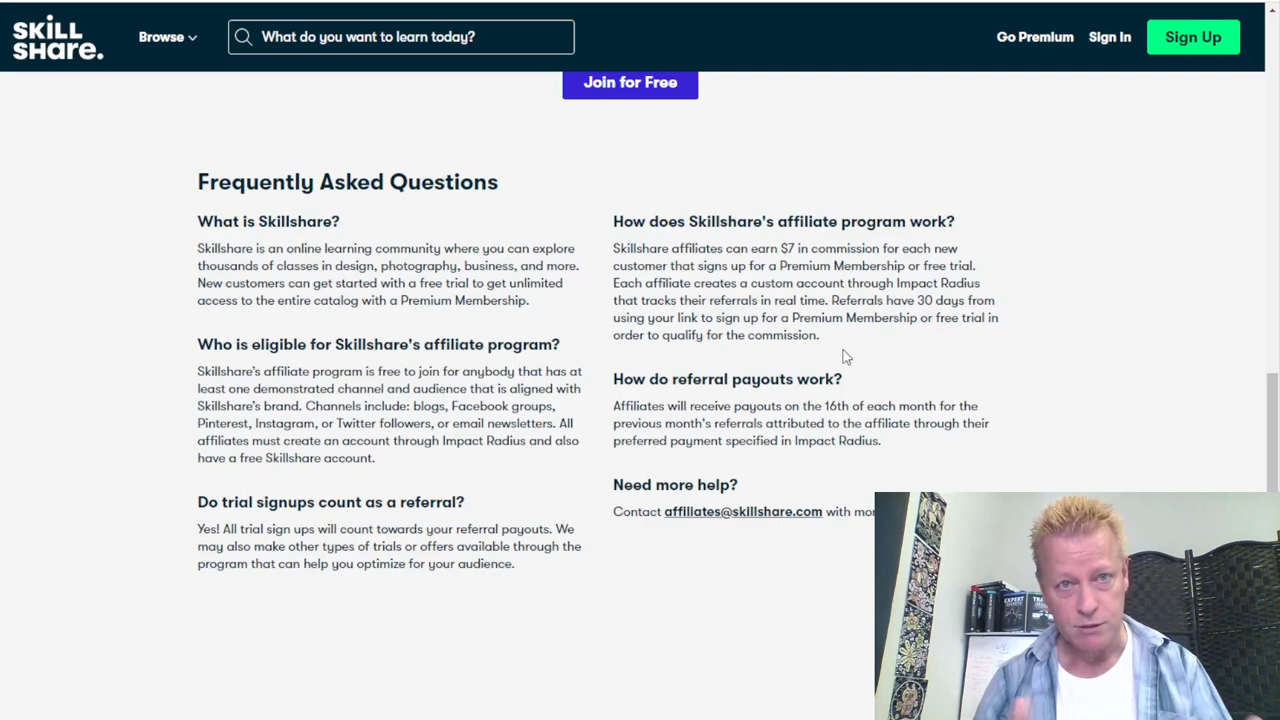 SKILL
SHARE.
Browse
What do you want to learn today?
Go Premium
Sign In
Sign Up
Join for Free
Frequently Asked Questions
What is Skillshare?
Skillshare is an online learning community where you can explore
thousands of classes in design, photography, business, and more.
New customers can get started with a free trial to get unlimited
access to the entire catalog with a Premium Membership.
Who is eligible for Skillshare's affiliate program?
Skillshare's affiliate program is free to join for anybody that has at
least one demonstrated channel and audience that is aligned with
Skillshare's brand. Channels include: blogs, Facebook groups,
Pinterest, Instagram, or Twitter followers, or email newsletters. All
affiliates must create an account through Impact Radius and also
have a free Skillshare account.
Do trial signups count as a referral?
Yes! All trial sign ups will count towards your referral payouts. We
may also make other types of trials or offers available through the
program that can help you optimize for your audience.
How does Skillshare's affiliate program work?
Skillshare affiliates can earn $7 in commission for each new
customer that signs up for a Premium Membership or free trial.
Each affiliate creates a custom account through Impact Radius
that tracks their referrals in real time. Referrals have 30 days from
using your link to sign up for a Premium Membership or free trial in
order to qualify for the commission.
How do referral payouts work?
Affiliates will receive payouts on the 16th of each month for the
previous month's referrals attributed to the affiliate through their
preferred payment specified in Impact Radius.
Need more help?
Contact affiliates@skillshare.com with
EXPERT